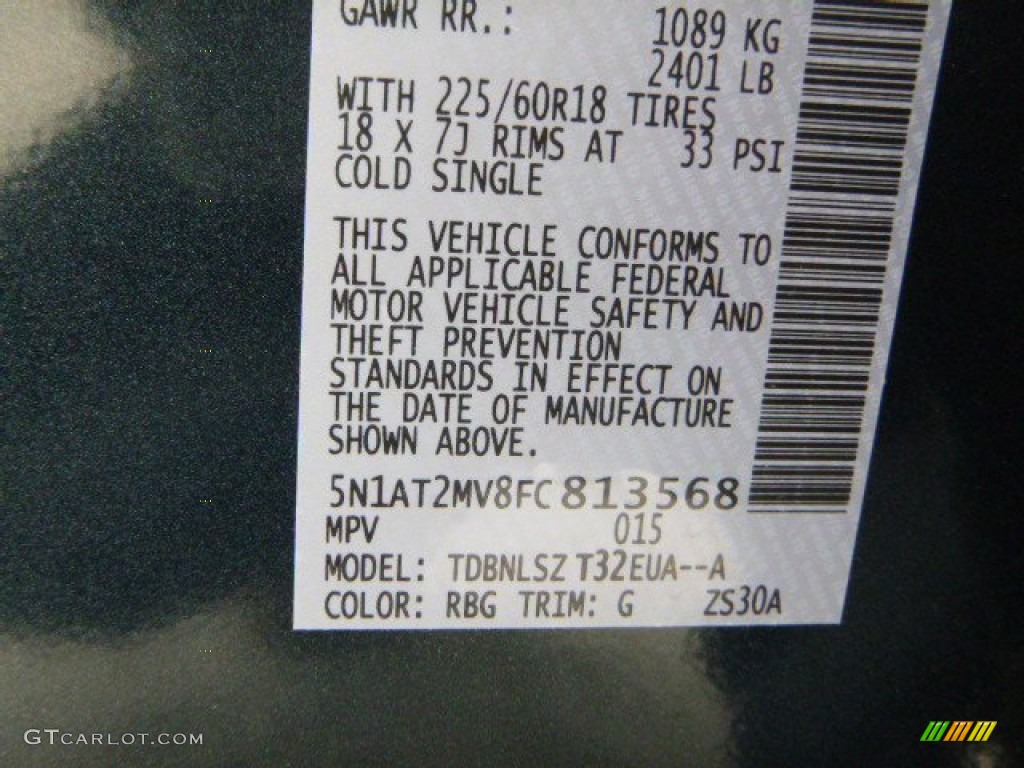 GAWR RR.: 1089 KG
2401 LB
WITH 225/60R18 TIRES
18 X 7J RIMS AT 33 PSI
COLD SINGLE
THIS VEHICLE CONFORMS TO
ALL APPLICABLE FEDERAL
MOTOR VEHICLE SAFETY AND
THEFT PREVENTION
STANDARDS IN EFFECT ON
THE DATE OF MANUFACTURE
SHOWN ABOVE.
5N1AT2MV8FC813568
MPV 015
MODEL: TDBNLSZ T32EUA--A
COLOR: RBG TRIM: G ZS30A
GTCARLOT.COM